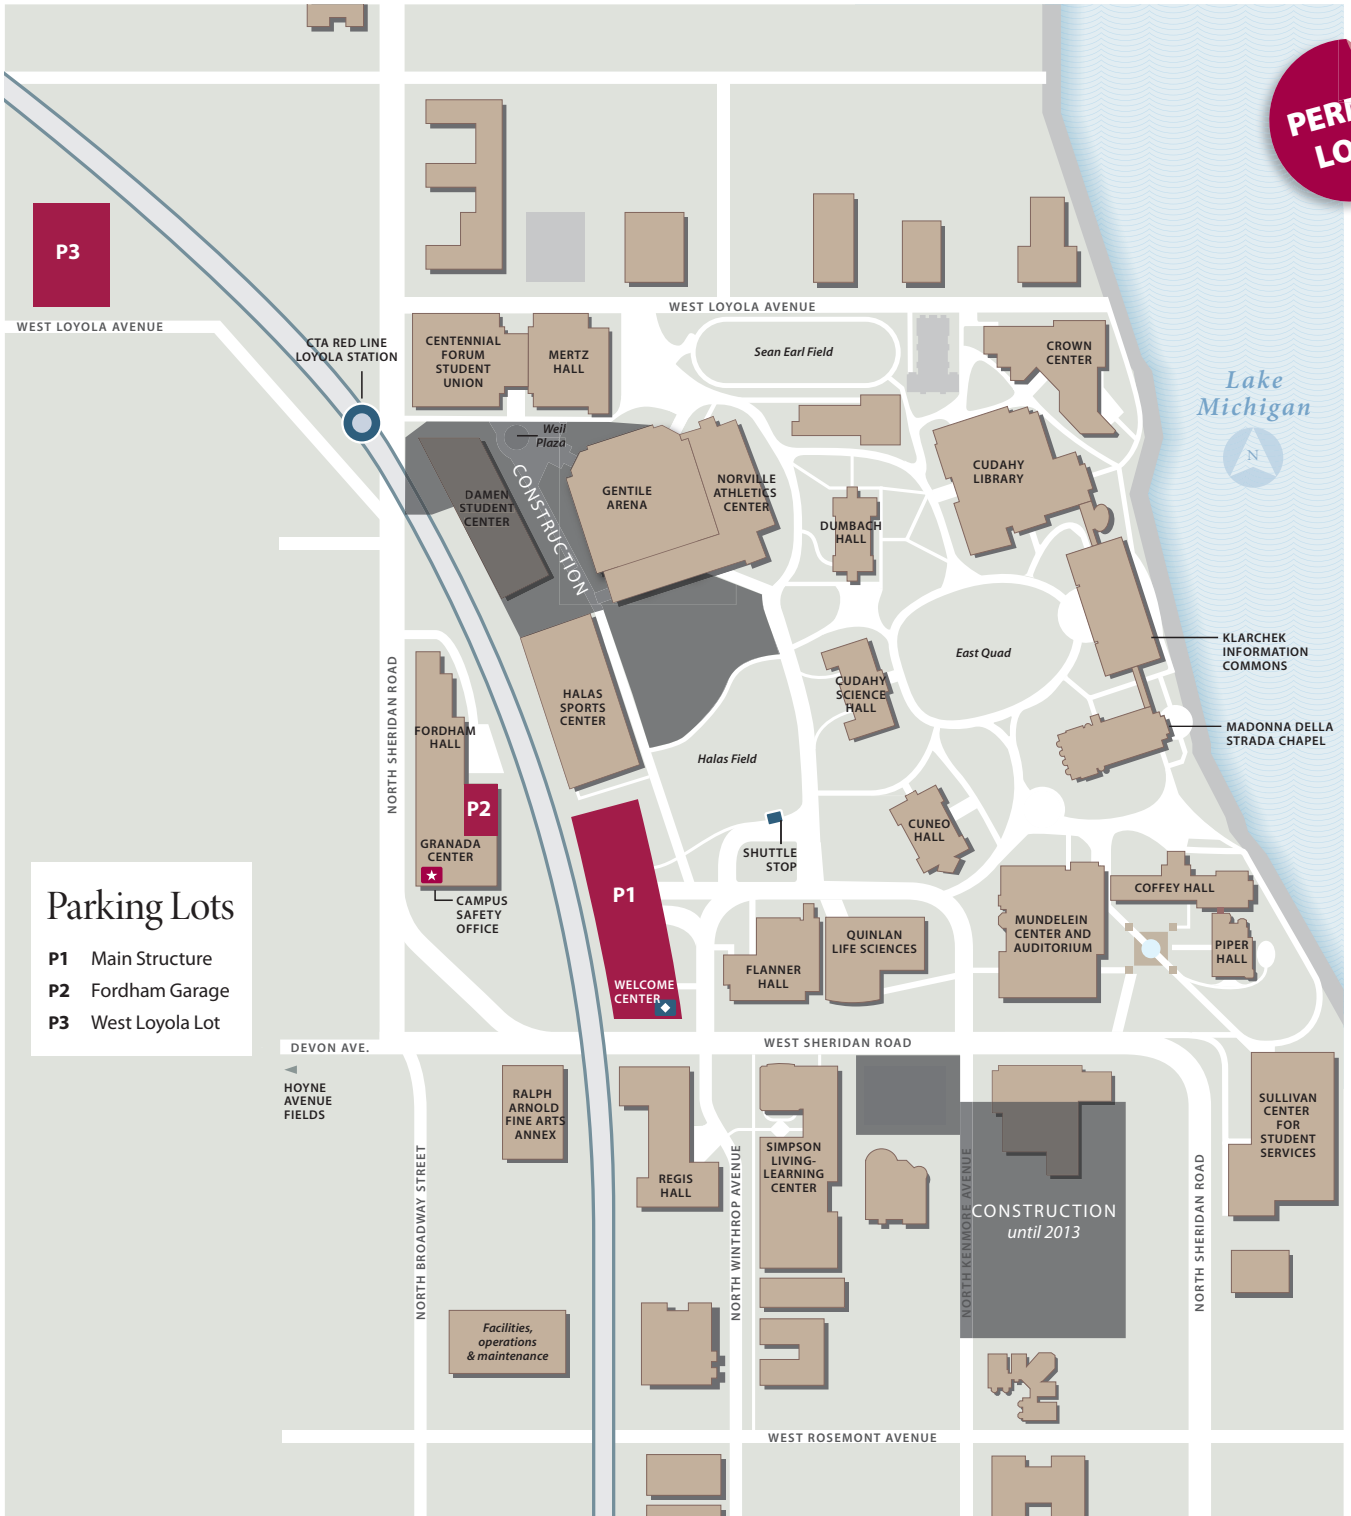 PER
LO
P3
WEST LOYOLA AVENUE
WEST LOYOLA AVENUE
CTA RED LINE
LOYOLA STATION
CENTENNIAL
FORUM
STUDENT
UNION
MERTZ
HALL
Sean Earl Field
CROWN
CENTER
Lake
Michigan
N
Weil
Plaza
CONSTRUCTION
DAMEN
STUDENT
CENTER
GENTILE
ARENA
NORVILLE
ATHLETICS
CENTER
CUDAHY
LIBRARY
DUMBACH
HALL
KLARCHEK
INFORMATION
COMMONS
East Quad
CUDAHY
SCIENCE
HALL
HALAS
SPORTS
CENTER
NORTH SHERIDAN ROAD
FORDHAM
HALL
MADONNA DELLA
STRADA CHAPEL
Halas Field
P2
GRANADA
CENTER
CUNEO
HALL
SHUTTLE
STOP
CAMPUS
SAFETY
OFFICE
P1
COFFEY HALL
MUNDELEIN
CENTER AND
AUDITORIUM
QUINLAN
LIFE SCIENCES
PIPER
HALL
FLANNER
HALL
WELCOME
CENTER
Parking Lots
P1 Main Structure
P2 Fordham Garage
P3 West Loyola Lot
DEVON AVE.
WEST SHERIDAN ROAD
HOYNE
AVENUE
FIELDS
RALPH
ARNOLD
FINE ARTS
ANNEX
SULLIVAN
CENTER
FOR
STUDENT
SERVICES
SIMPSON
LIVING-
LEARNING
CENTER
REGIS
HALL
NORTH BROADWAY STREET
NORTH WINTHROP AVENUE
NORTH KENMORE AVENUE
NORTH SHERIDAN ROAD
CONSTRUCTION
until 2013
Facilities,
operations
& maintenance
WEST ROSEMONT AVENUE